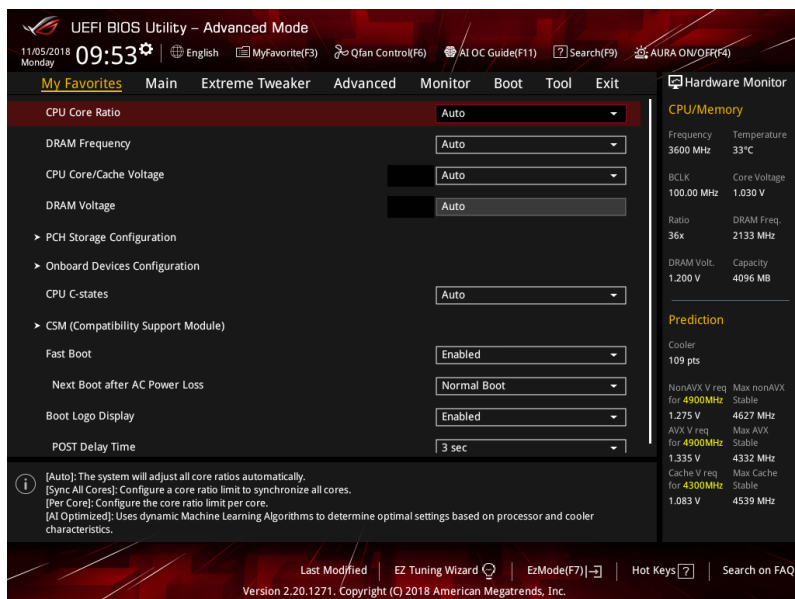 UEFI BIOS Utility – Advanced Mode
11/05/2018 Monday 09:53 English MyFavorite(F3) Qfan Control(F6) AI OC Guide(F11) ? Search(F9) AURA ON/OFF(F4)
My Favorites Main Extreme Tweaker Advanced Monitor Boot Tool Exit
CPU Core Ratio Auto
DRAM Frequency Auto
CPU Core/Cache Voltage Auto
DRAM Voltage Auto
> PCH Storage Configuration
> Onboard Devices Configuration
CPU C-states Auto
> CSM (Compatibility Support Module)
Fast Boot Enabled
Next Boot after AC Power Loss Normal Boot
Boot Logo Display Enabled
POST Delay Time 3 sec
[Auto]: The system will adjust all core ratios automatically.
[Sync All Cores]: Configure a core ratio limit to synchronize all cores.
[Per Core]: Configure the core ratio limit per core.
[AI Optimized]: Uses dynamic Machine Learning Algorithms to determine optimal settings based on processor and cooler
characteristics.
Hardware Monitor
CPU/Memory
Frequency Temperature
3600 MHz 33°C
BCLK Core Voltage
100.00 MHz 1.030 V
Ratio DRAM Freq.
36x 2133 MHz
DRAM Volt. Capacity
1.200 V 4096 MB
Prediction
Cooler
109 pts
NonAVX V req Max nonAVX
for 4900MHz Stable
1.275 V 4627 MHz
AVX V req Max AVX
for 4900MHz Stable
1.335 V 4332 MHz
Cache V req Max Cache
for 4300MHz Stable
1.083 V 4539 MHz
Last Modified EZ Tuning Wizard EzMode(F7) Hot Keys ? Search on FAQ
Version 2.20.1271. Copyright (C) 2018 American Megatrends, Inc.